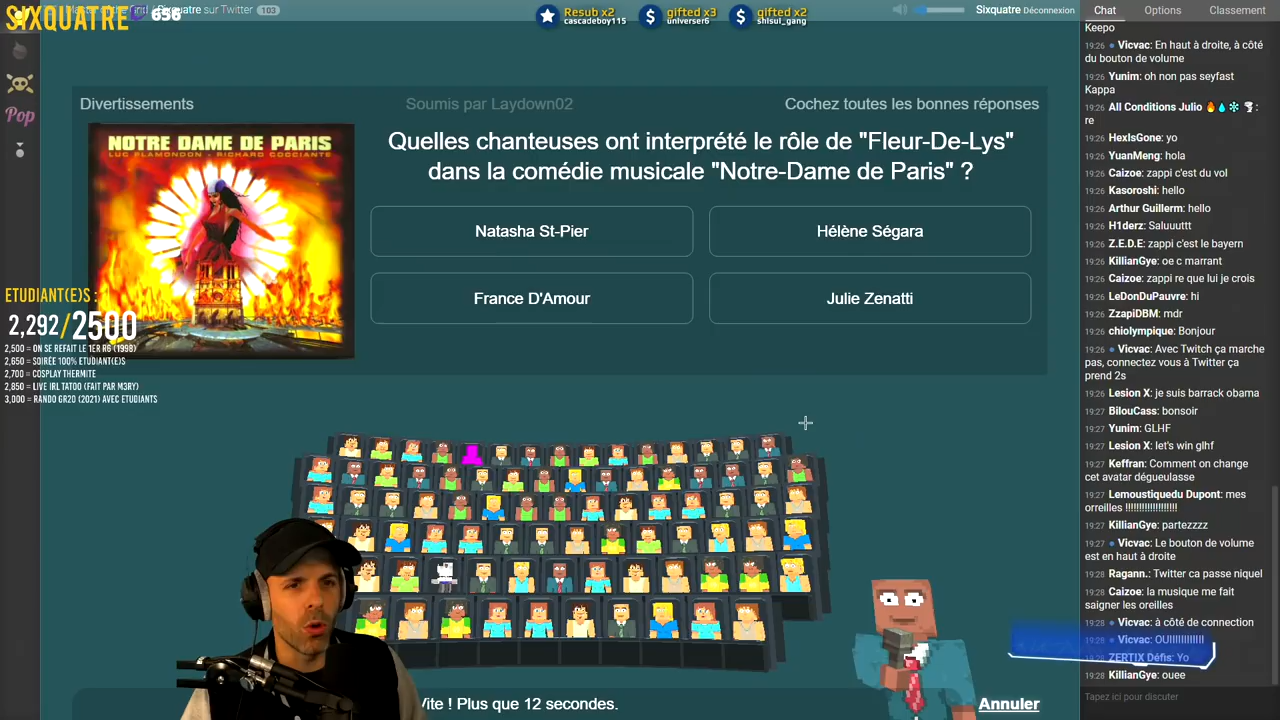 SIXQUATRE
656
Sixquatre sur Twitter 103
Resub x2
cascadeboy115
gifted x3
universer6
gifted x2
shisui_gang
Sixquatre Déconnexion
Chat Options Classement
Pop
Divertissements
Soumis par Laydown02
Cochez toutes les bonnes réponses
NOTRE DAME DE PARIS
LUC PLAMONDON - RICHARD COCCIANTE
Quelles chanteuses ont interprété le rôle de "Fleur-De-Lys"
dans la comédie musicale "Notre-Dame de Paris" ?
Natasha St-Pier
Hélène Ségara
France D'Amour
Julie Zenatti
ETUDIANT(E)S :
2,292/2500
2,500 = ON SE REFAIT LE 1ER R6 (1998)
2,650 = SOIRÉE 100% ETUDIANT(E)S
2,700 = COSPLAY THERMITE
2,850 = LIVE IRL TATOO (FAIT PAR M3RY)
3,000 = RANDO GR20 (2021) AVEC ETUDIANTS
Vite ! Plus que 12 secondes.
Annuler
Keepo
19:26 Vicvac: En haut à droite, à côté
du bouton de volume
19:26 Yunim: oh non pas seyfast
Kappa
19:26 All Conditions Julio 🔥💧❄ 🌪:
re
19:26 HexIsGone: yo
19:26 YuanMeng: hola
19:26 Caizoe: zappi c'est du vol
19:26 Kasoroshi: hello
19:26 Arthur Guillerm: hello
19:26 H1derz: Saluuuttt
19:26 Z.E.D.E: zappi c'est le bayern
19:26 KillianGye: oe c marrant
19:26 Caizoe: zappi re que lui je crois
19:26 LeDonDuPauvre: hi
19:26 ZzapiDBM: mdr
19:26 chiolympique: Bonjour
19:26 Vicvac: Avec Twitch ça marche
pas, connectez vous à Twitter ça
prend 2s
19:26 Lesion X: je suis barrack obama
19:27 BilouCass: bonsoir
19:27 Yunim: GLHF
19:27 Lesion X: let's win glhf
19:27 Keffran: Comment on change
cet avatar dégueulasse
19:27 Lemoustiquedu Dupont: mes
orreilles !!!!!!!!!!!!!!!!!!!
19:27 KillianGye: partezzzz
19:27 Vicvac: Le bouton de volume
est en haut à droite
19:28 Ragann.: Twitter ca passe niquel
19:28 Caizoe: la musique me fait
saigner les oreilles
19:28 Vicvac: à côté de connection
19:28 Vicvac: OUI!!!!!!!!!!!!
19:28 ZERTIX Défis: Yo
19:28 KillianGye: ouee
Tapez ici pour discuter